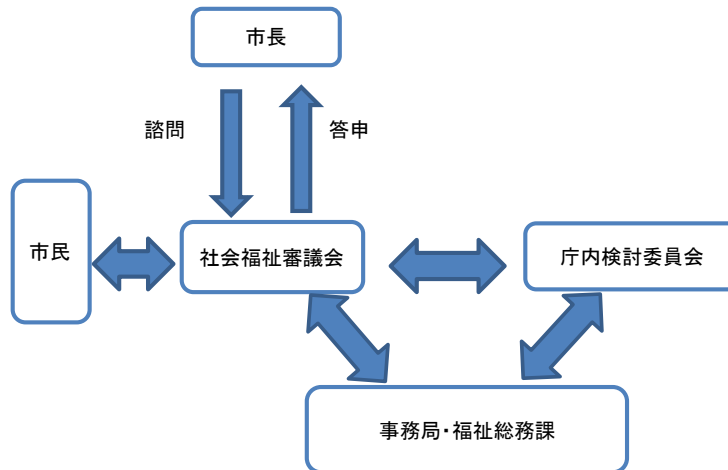 市長
諮問
答申
市民
社会福祉審議会
庁内検討委員会
事務局・福祉総務課